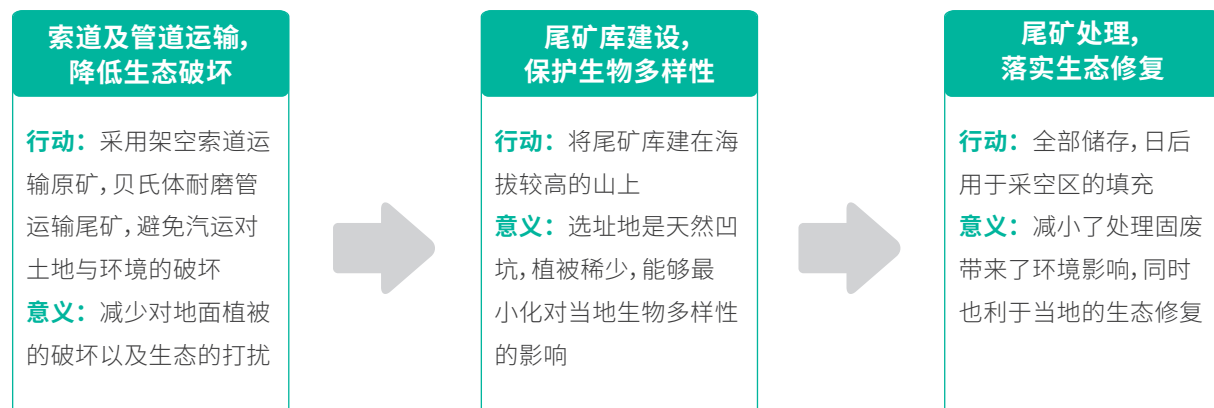 索道及管道运输,
降低生态破坏
行动：采用架空索道运
输原矿，贝氏体耐磨管
运输尾矿，避免汽运对
土地与环境的破坏
意义：减少对地面植被
的破坏以及生态的打扰
尾矿库建设,
保护生物多样性
行动：将尾矿库建在海
拔较高的山上
意义：选址地是天然凹
坑，植被稀少，能够最
小化对当地生物多样性
的影响
尾矿处理,
落实生态修复
行动：全部储存，日后
用于采空区的填充
意义：减小了处理固废
带来了环境影响，同时
也利于当地的生态修复